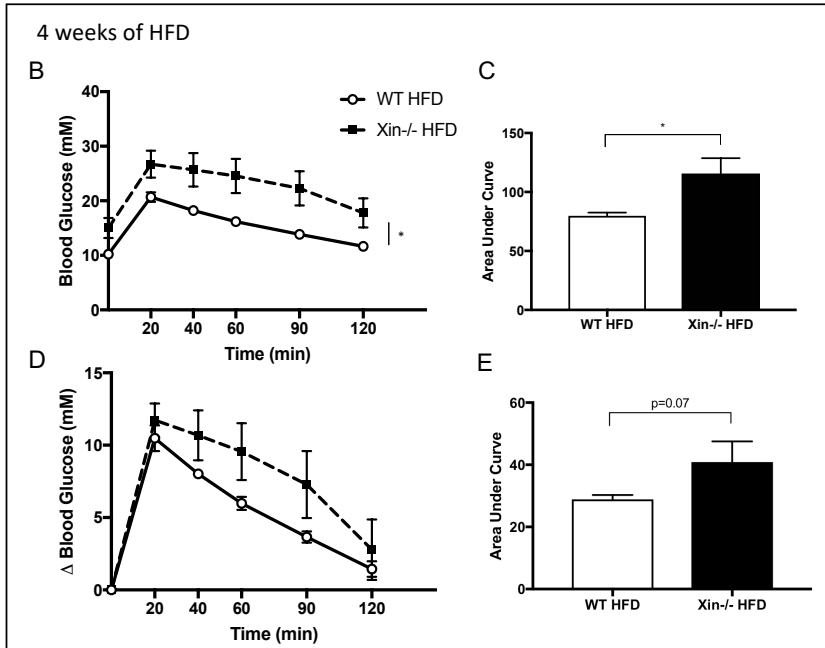 4 weeks of HFD
B
WT HFD
Xin-/- HFD
Blood Glucose (mM)
40
30
20
10
0
*
20 40 60 90 120
Time (min)
C
Area Under Curve
150
100
50
0
*
WT HFD Xin-/- HFD
D
Δ Blood Glucose (mM)
15
10
5
0
20 40 60 90 120
Time (min)
E
Area Under Curve
60
40
20
0
p=0.07
WT HFD Xin-/- HFD